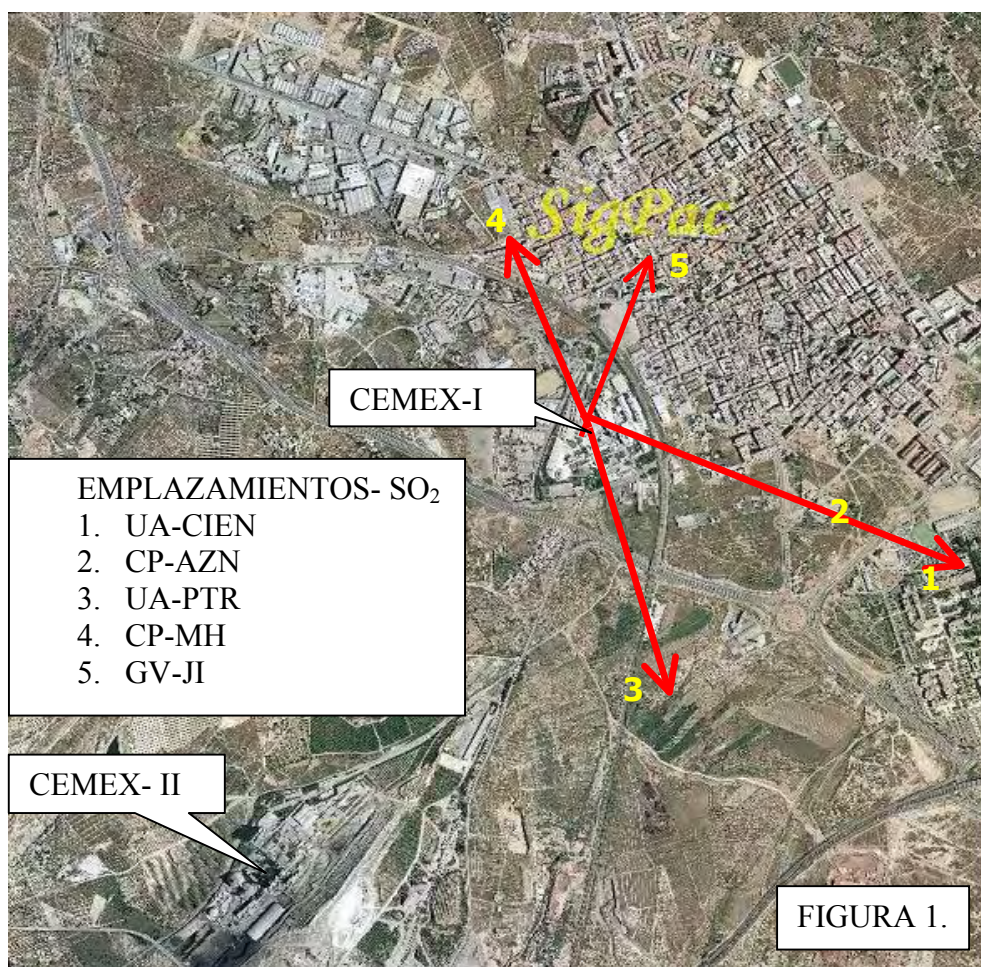 SigPac
4
5
CEMEX-I
EMPLAZAMIENTOS- SO₂
1. UA-CIEN
2. CP-AZN
3. UA-PTR
4. CP-MH
5. GV-JI
2
1
3
CEMEX- II
FIGURA 1.